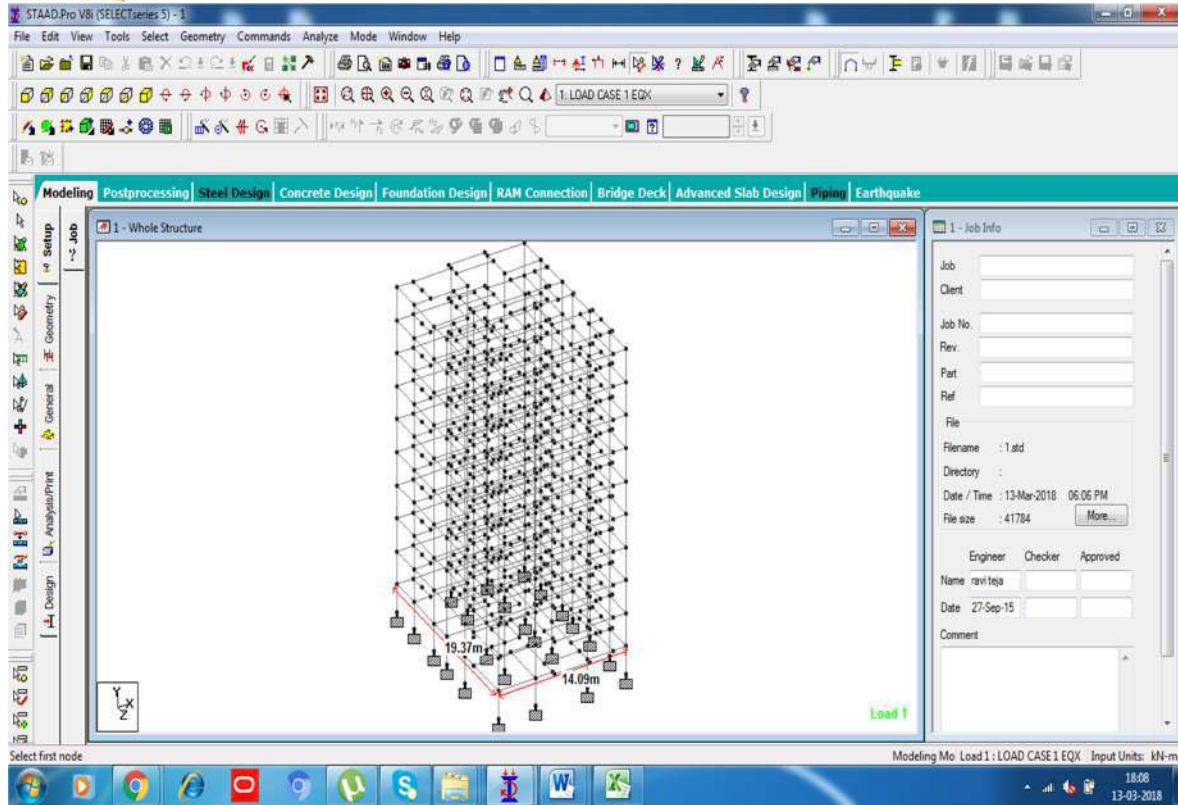 STAAD.Pro V8i (SELECTseries 5) - 1
File Edit View Tools Select Geometry Commands Analyze Mode Window Help
1: LOAD CASE 1 EQX
Modeling Postprocessing Steel Design Concrete Design Foundation Design RAM Connection Bridge Deck Advanced Slab Design Piping Earthquake
Setup
Geometry
General
Analysis/Print
Design
Job
1 - Whole Structure
19.37m
14.09m
Y
X
Z
Load 1
1 - Job Info
Job
Client
Job No.
Rev.
Part
Ref
File
Filename : 1.std
Directory :
Date / Time : 13-Mar-2018 06:06 PM
File size : 41784 More...
Engineer Checker Approved
Name ravi teja
Date 27-Sep-15
Comment
Select first node
Modeling Mo Load 1 : LOAD CASE 1 EQX Input Units: kN-m
18:08
13-03-2018